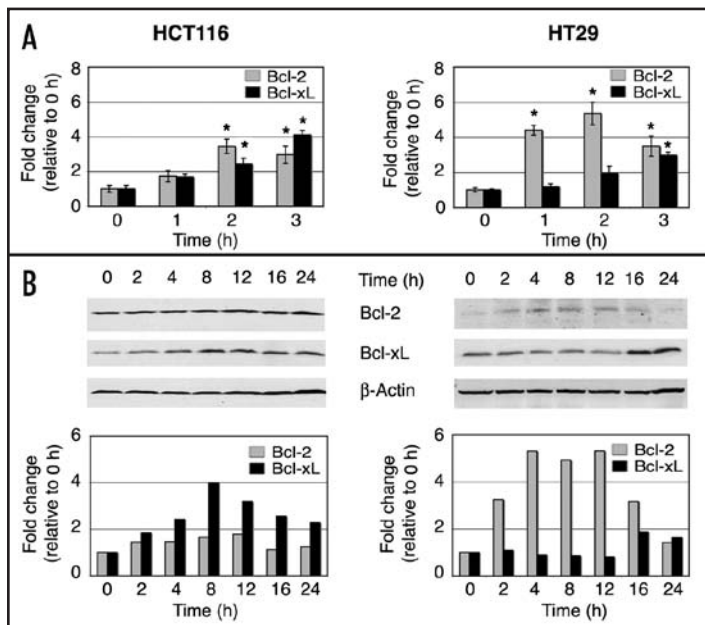 A
HCT116
HT29
Fold change
(relative to 0 h)
8
6
4
2
0
Bcl-2
Bcl-xL
*
*
*
*
0 1 2 3
Time (h)
Fold change
(relative to 0 h)
8
6
4
2
0
Bcl-2
Bcl-xL
*
*
*
*
0 1 2 3
Time (h)
B
0 2 4 8 12 16 24 Time (h) 0 2 4 8 12 16 24
Bcl-2
Bcl-xL
β-Actin
Fold change
(relative to 0 h)
6
4
2
0
Bcl-2
Bcl-xL
0 2 4 8 12 16 24
Time (h)
Fold change
(relative to 0 h)
6
4
2
0
Bcl-2
Bcl-xL
0 2 4 8 12 16 24
Time (h)